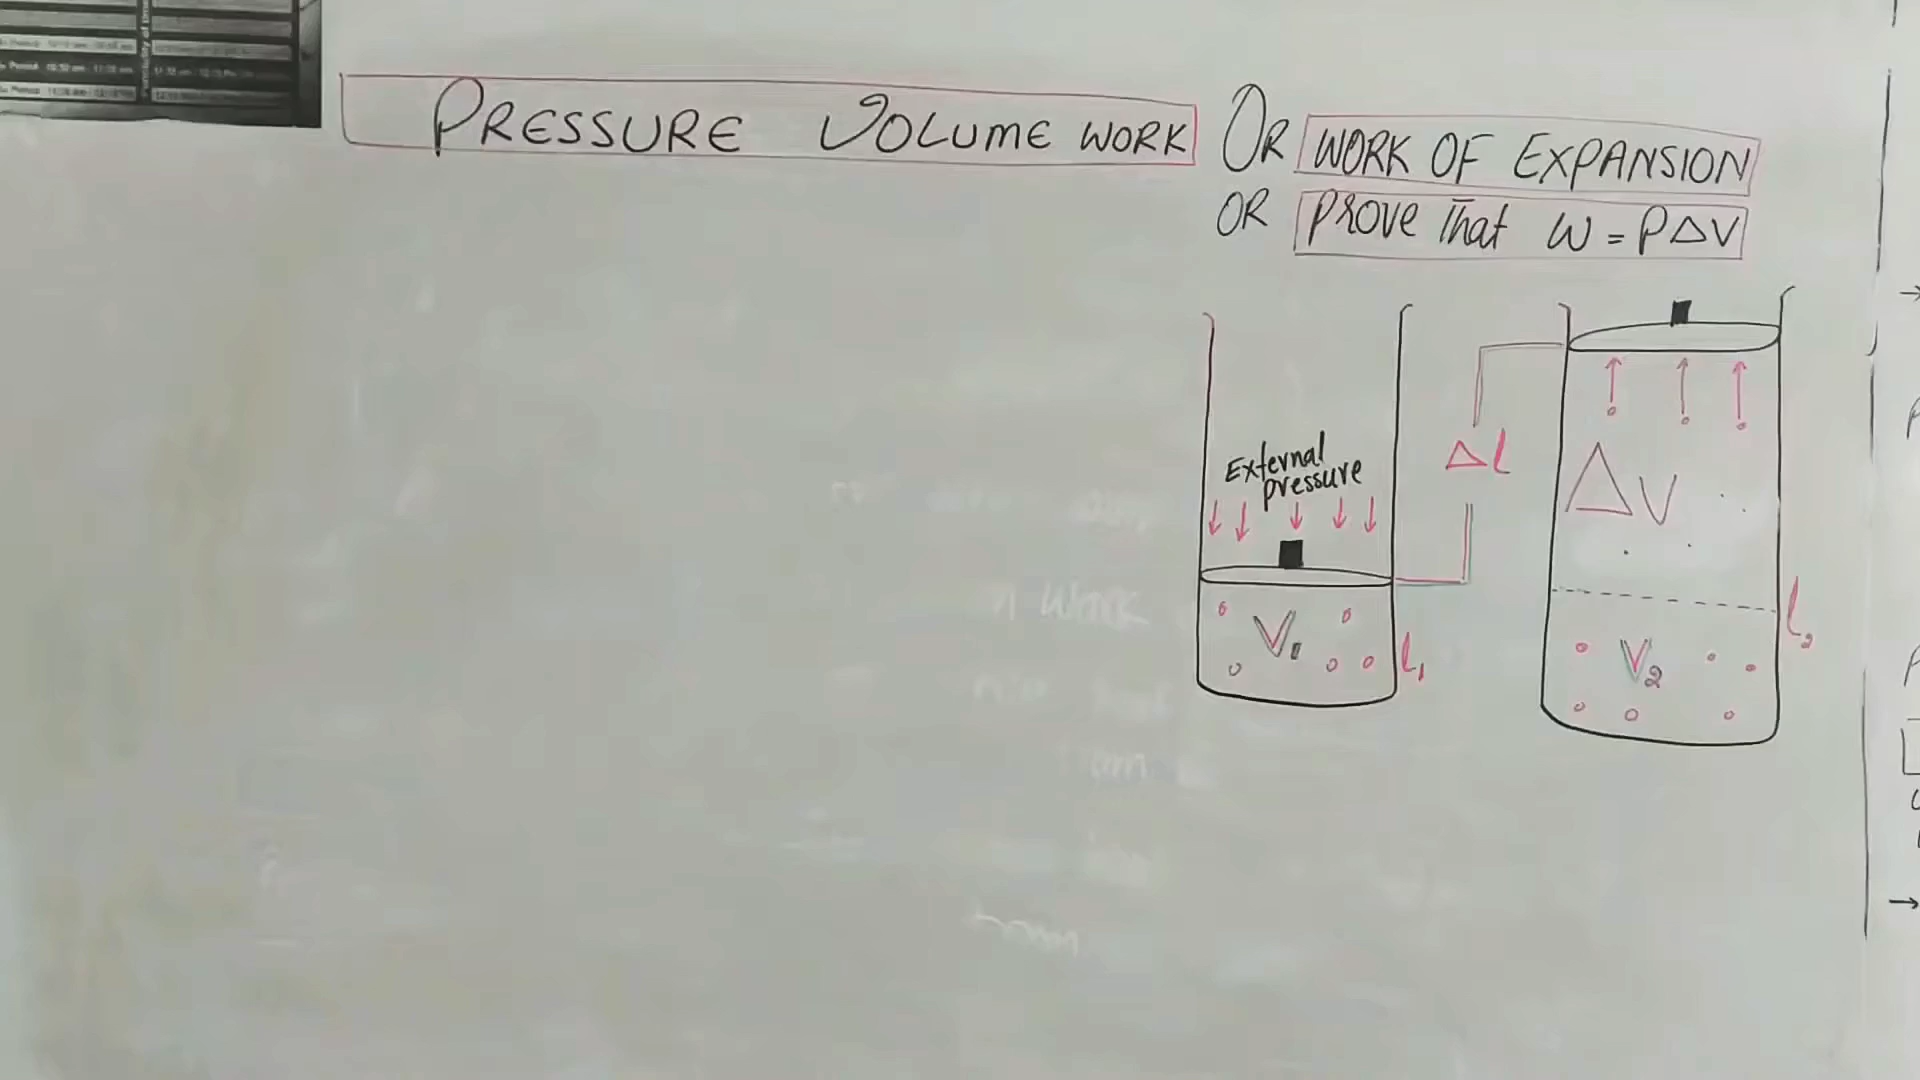 PRESSURE VOLUME WORK OR WORK OF EXPANSION
OR PROVE THAT W = PΔV
External
pressure
Δl
ΔV
V₁
l₁
V₂
l₂
WORK